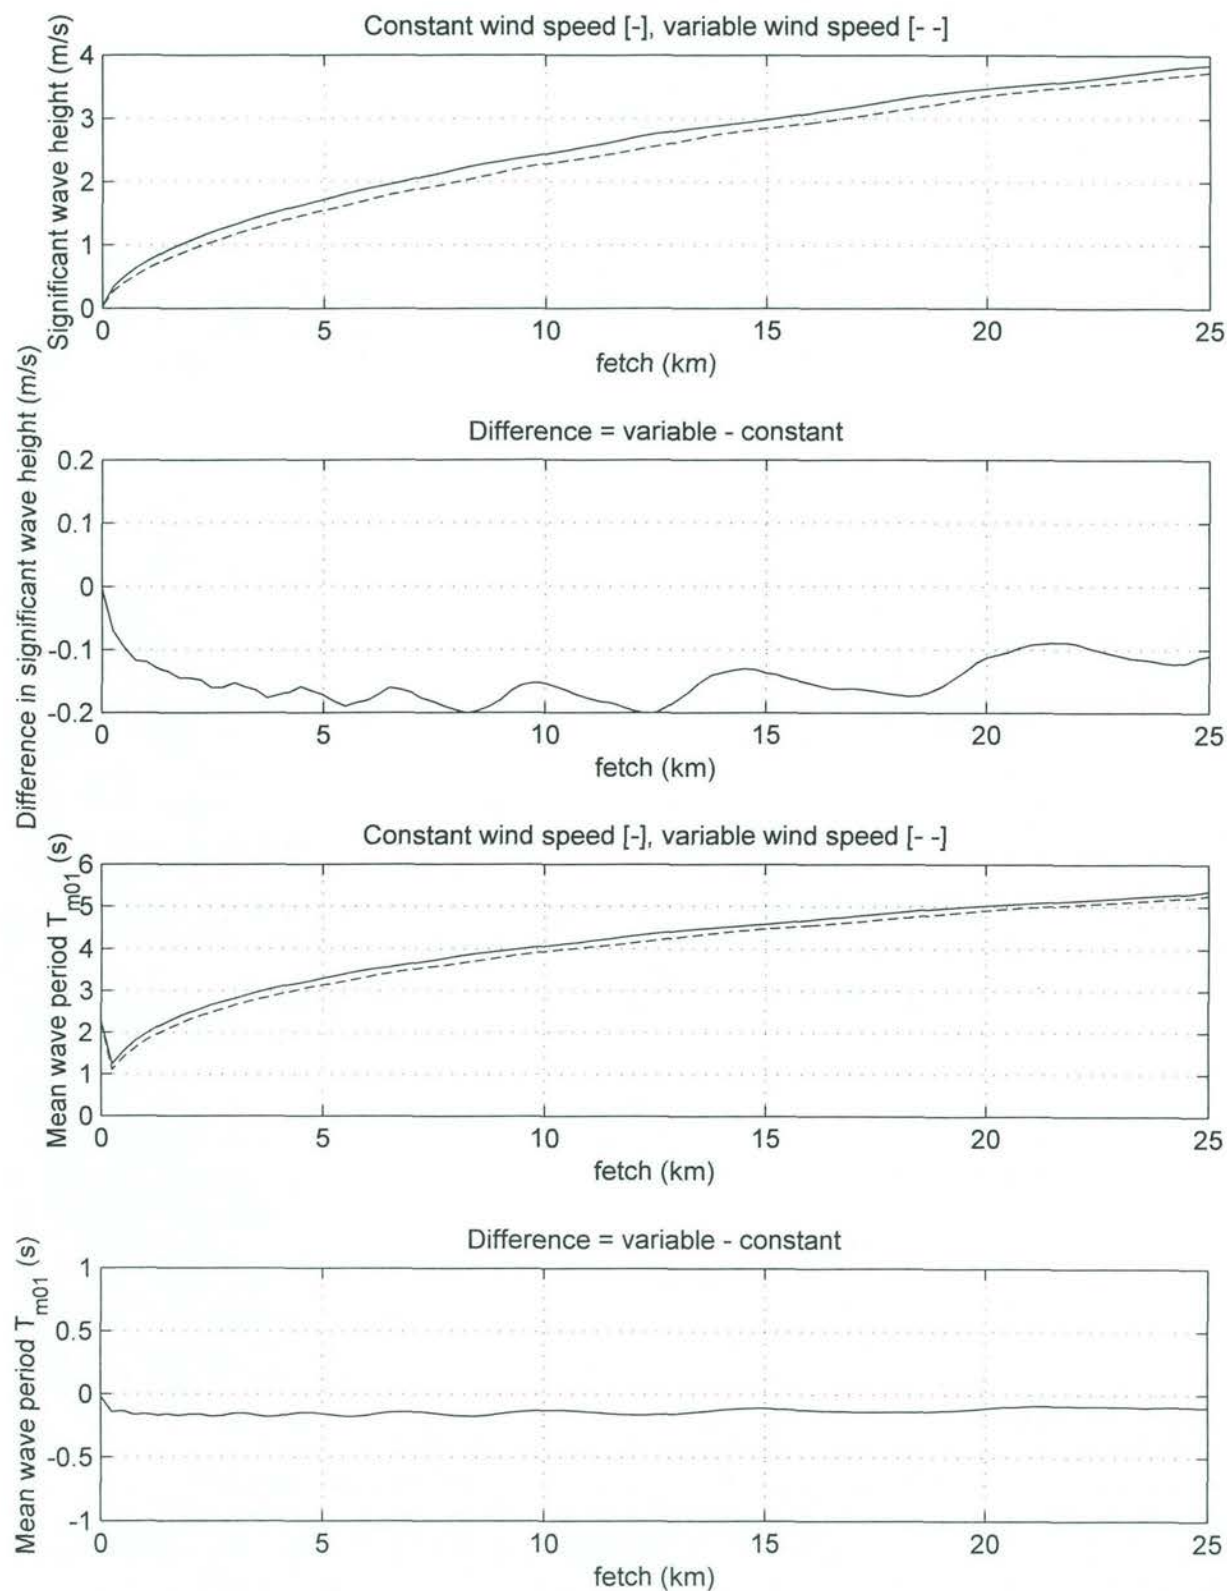 Constant wind speed [-], variable wind speed [- -]
Significant wave height (m/s)
4
3
2
1
0
0 5 10 15 20 25
fetch (km)
Difference = variable - constant
Difference in significant wave height (m/s)
0.2
0.1
0
-0.1
-0.2
0 5 10 15 20 25
fetch (km)
Constant wind speed [-], variable wind speed [- -]
Mean wave period T_m01 (s)
6
5
4
3
2
1
0
0 5 10 15 20 25
fetch (km)
Difference = variable - constant
Mean wave period T_m01 (s)
1
0.5
0
-0.5
-1
0 5 10 15 20 25
fetch (km)